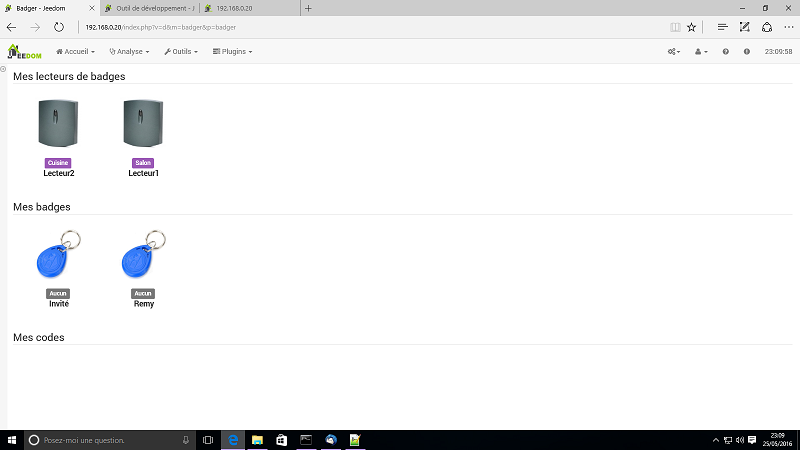 Badger - Jeedom
Outil de développement - J
192.168.0.20
192.168.0.20/index.php?v=d&m=badger&p=badger
JEEDOM
Accueil
Analyse
Outils
Plugins
23:09:58
Mes lecteurs de badges
Cuisine
Salon
Lecteur2
Lecteur1
Mes badges
Aucun
Aucun
Invité
Remy
Mes codes
Posez-moi une question.
23:09
25/05/2016